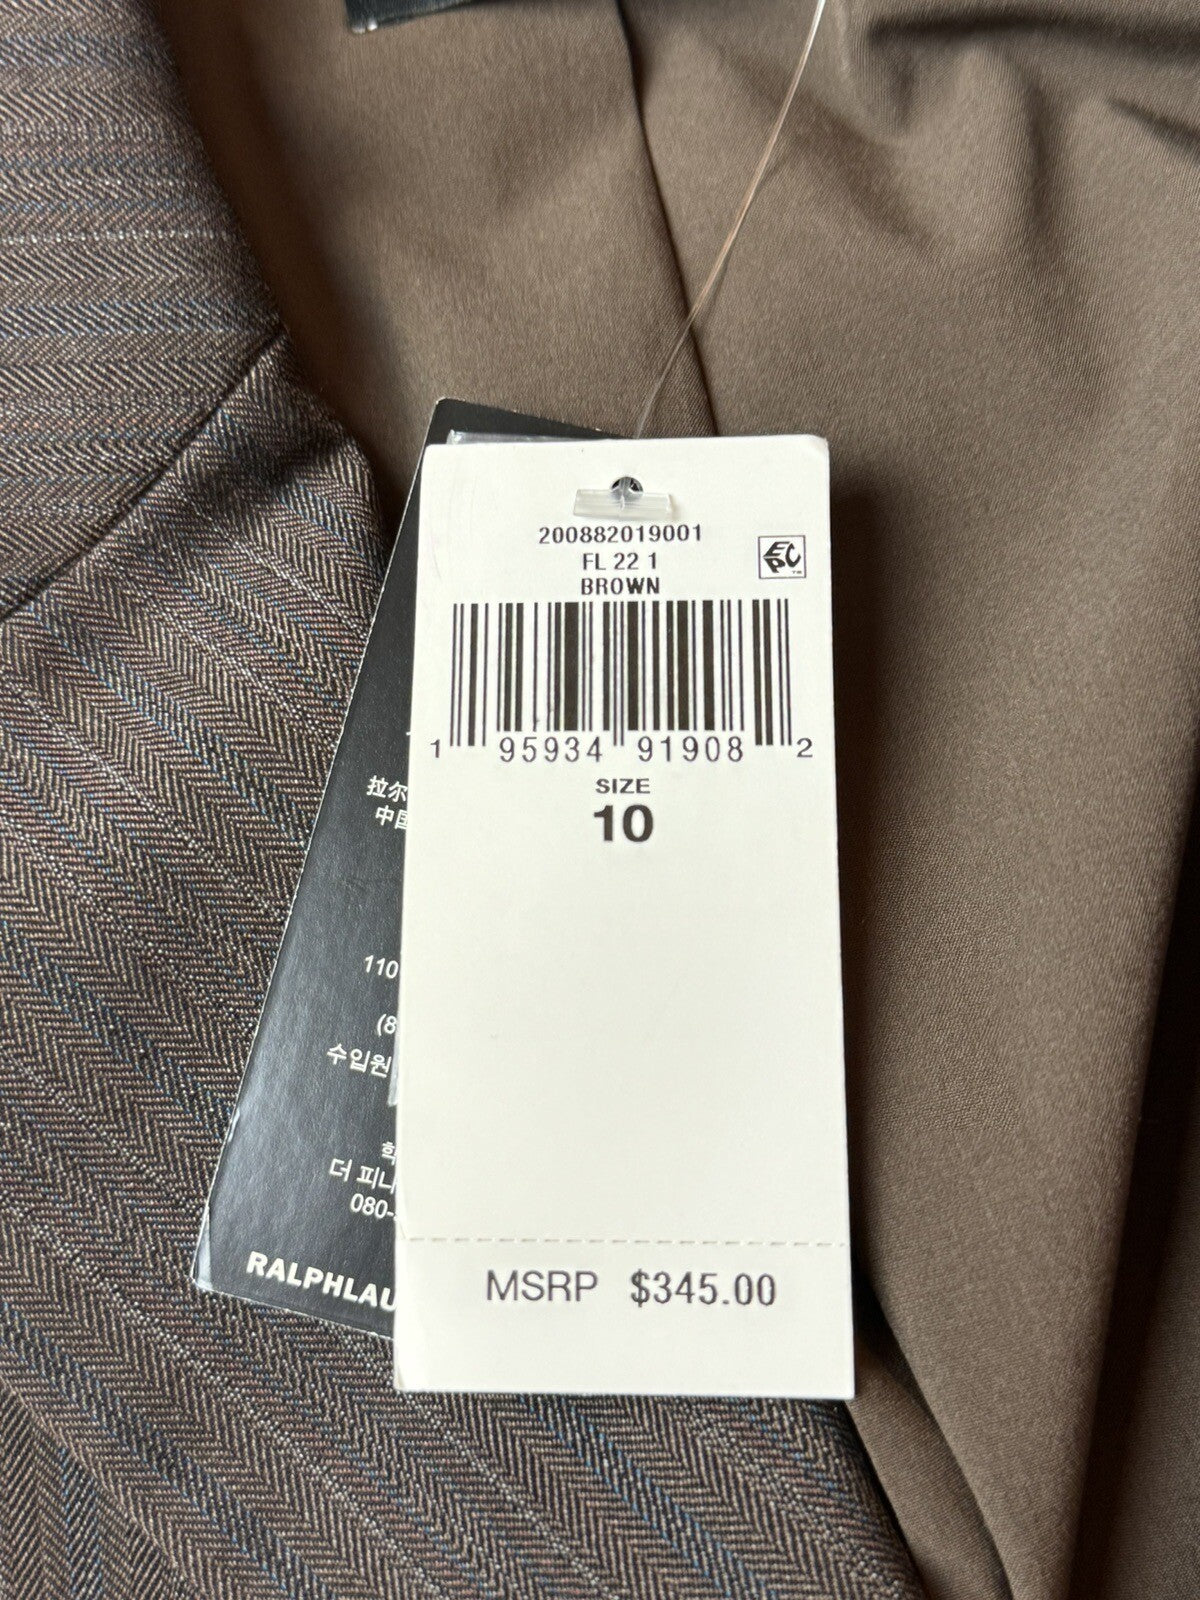 200882019001
FL 22 1
BROWN
EPC
1 95934 91908 2
SIZE
10
MSRP $345.00
拉尔
中国
110
(8
수입원
더 피니
080-
RALPHLAU